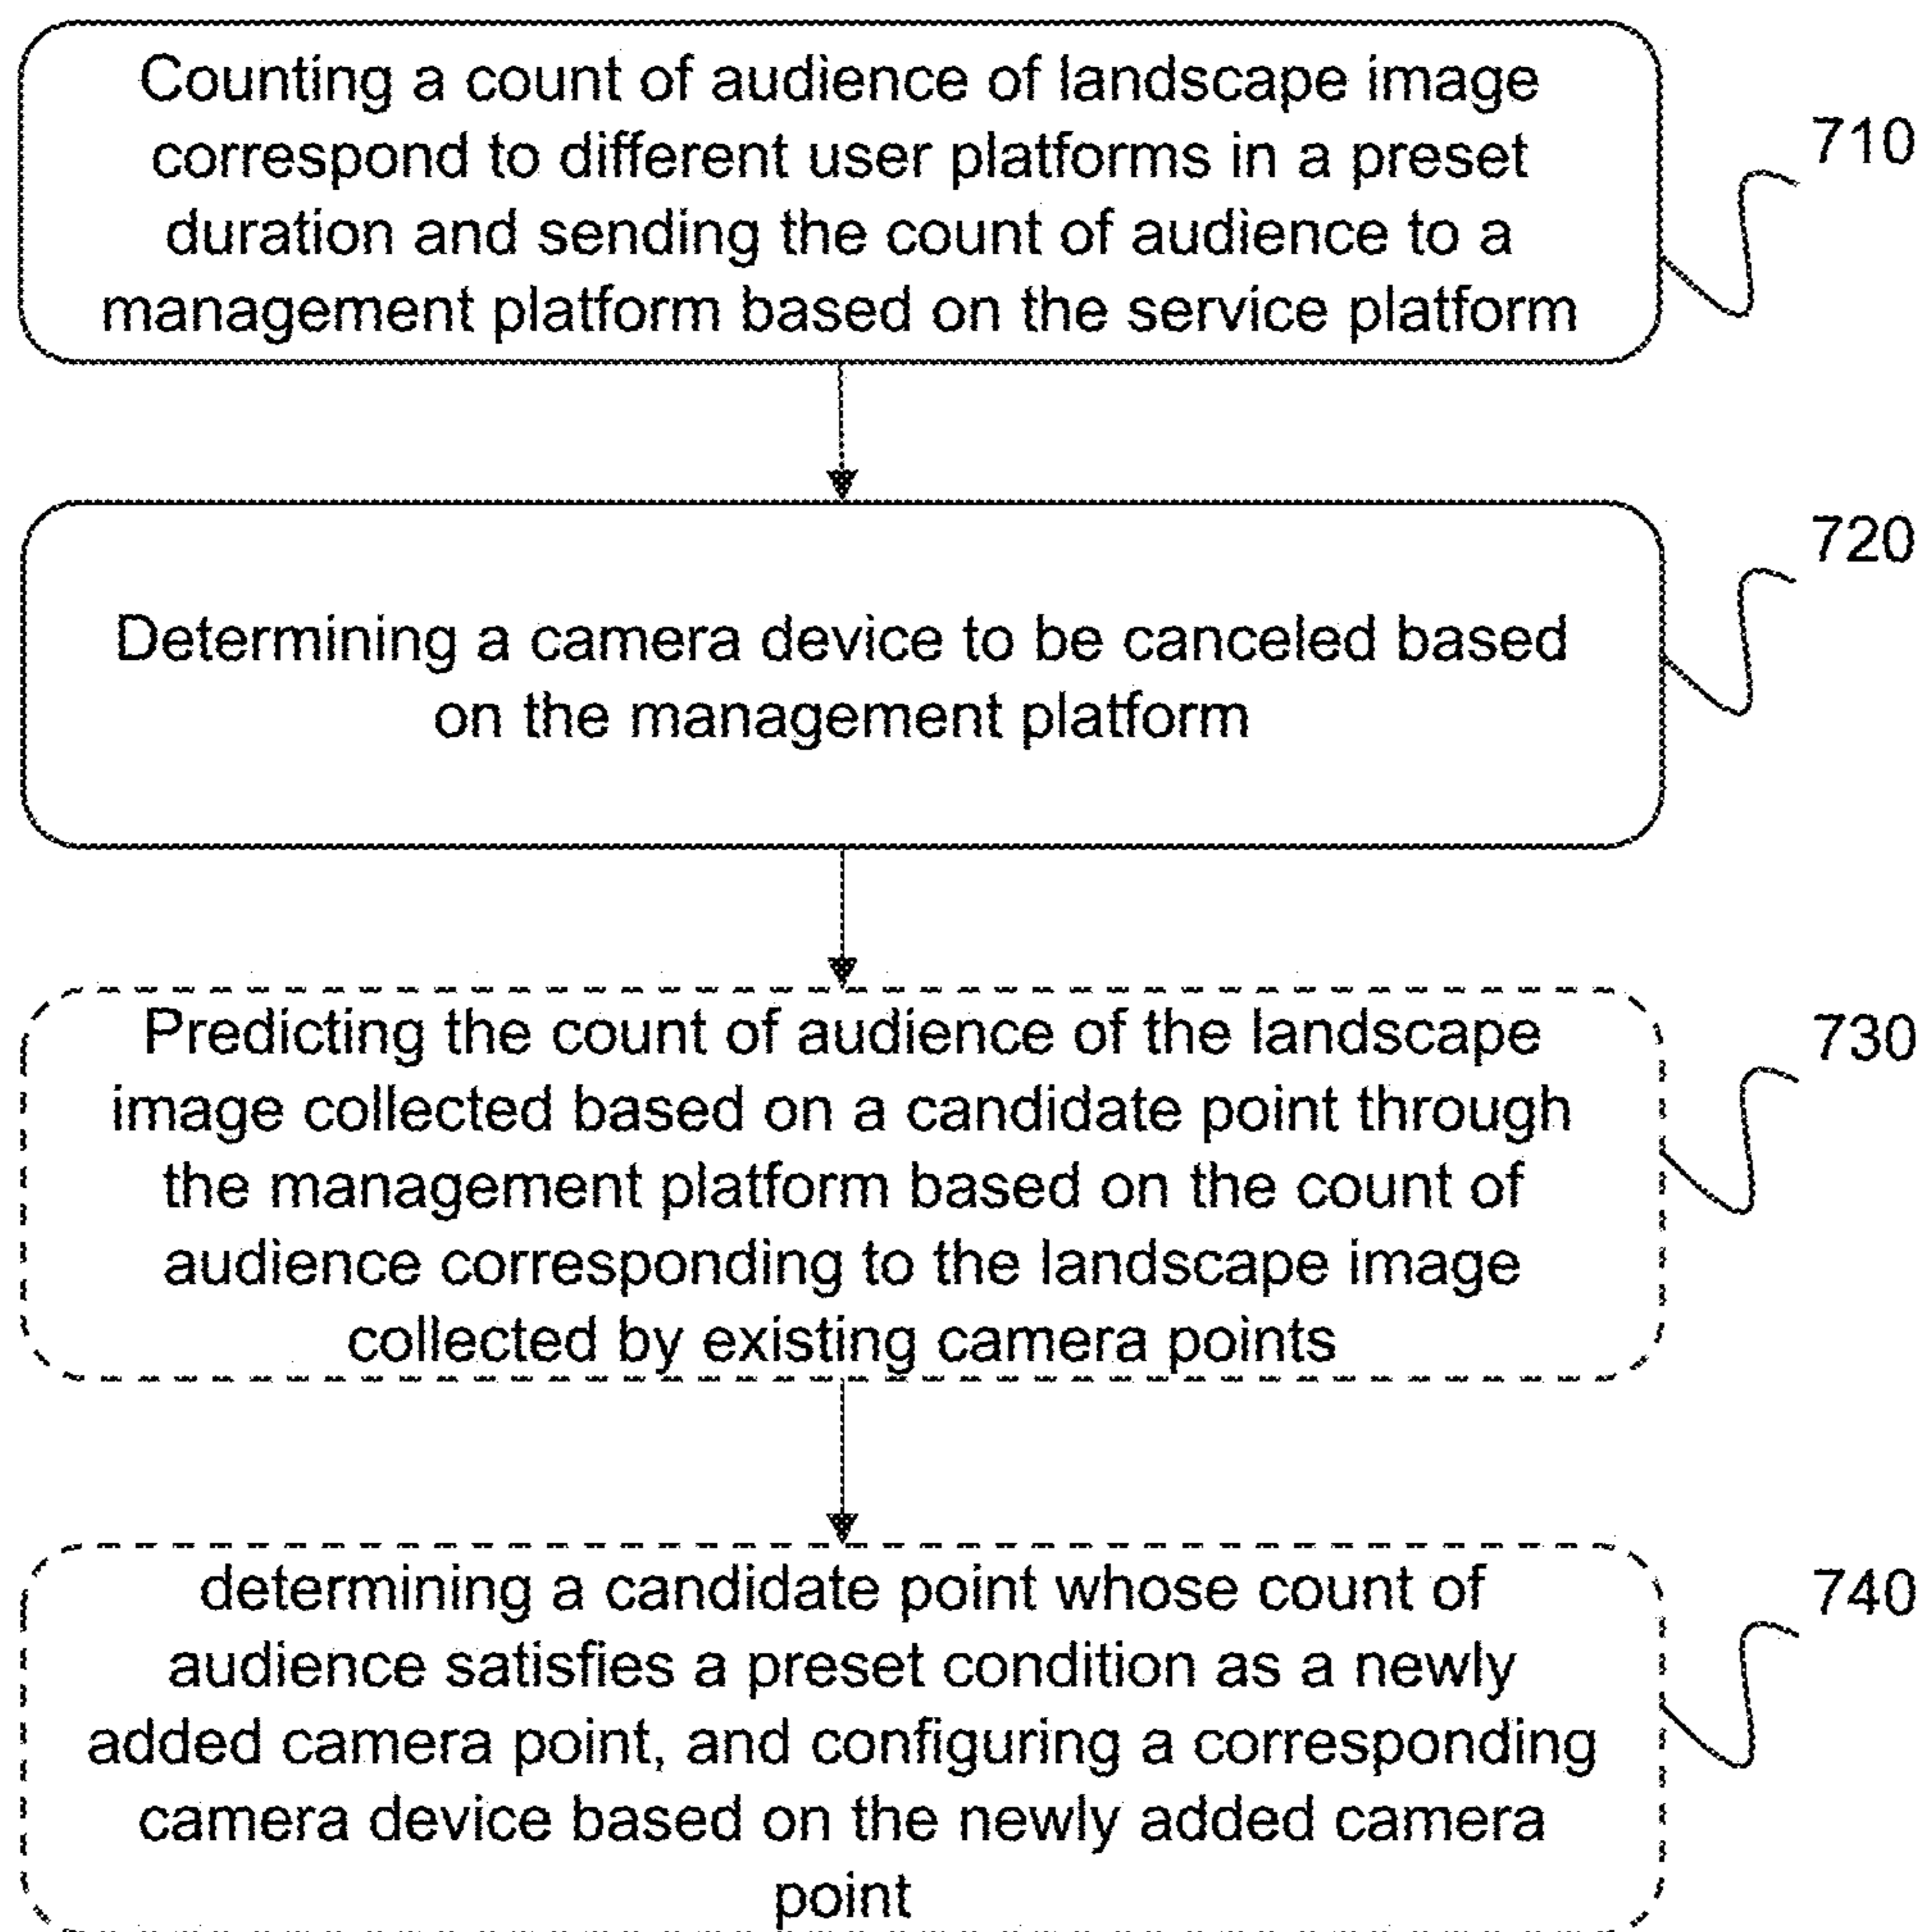 Counting a count of audience of landscape image
correspond to different user platforms in a preset
duration and sending the count of audience to a
management platform based on the service platform
710
Determining a camera device to be canceled based
on the management platform
720
Predicting the count of audience of the landscape
image collected based on a candidate point through
the management platform based on the count of
audience corresponding to the landscape image
collected by existing camera points
730
determining a candidate point whose count of
audience satisfies a preset condition as a newly
added camera point, and configuring a corresponding
camera device based on the newly added camera
point
740